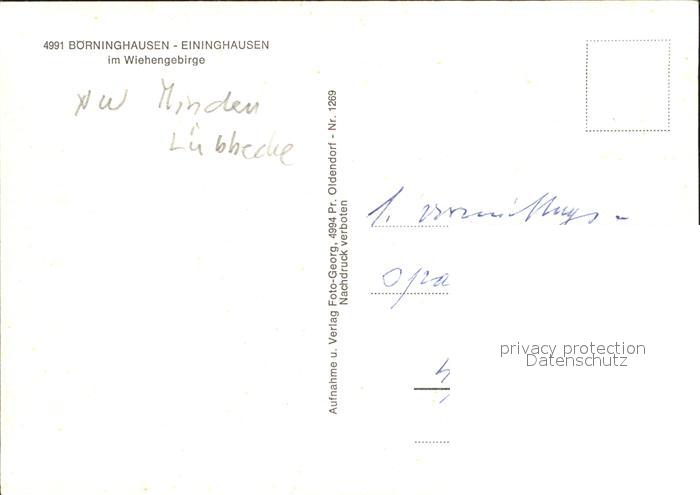 4991 BÖRNINGHAUSEN - EININGHAUSEN
im Wiehengebirge
NW Minden
Lübbecke
Aufnahme u. Verlag Foto-Georg, 4994 Pr. Oldendorf - Nr. 1269
Nachdruck verboten
privacy protection
Datenschutz